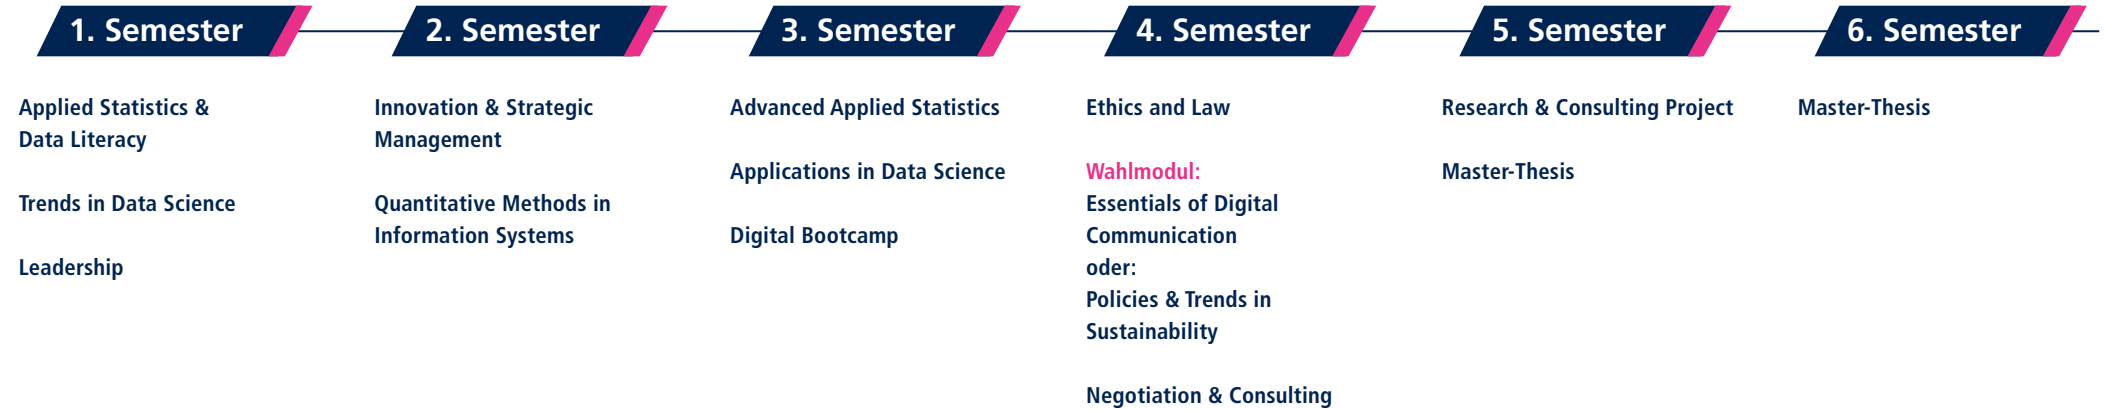 1. Semester
Applied Statistics &
Data Literacy
Trends in Data Science
Leadership
2. Semester
Innovation & Strategic
Management
Quantitative Methods in
Information Systems
3. Semester
Advanced Applied Statistics
Applications in Data Science
Digital Bootcamp
4. Semester
Ethics and Law
Wahlmodul:
Essentials of Digital
Communication
oder:
Policies & Trends in
Sustainability
Negotiation & Consulting
5. Semester
Research & Consulting Project
Master-Thesis
6. Semester
Master-Thesis